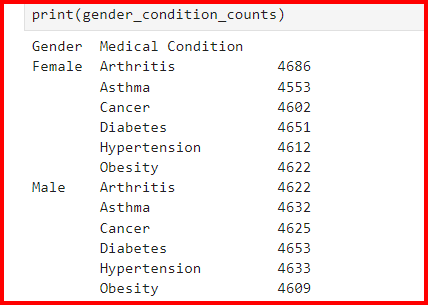 print(gender_condition_counts)
Gender  Medical Condition
Female  Arthritis            4686
        Asthma               4553
        Cancer               4602
        Diabetes             4651
        Hypertension         4612
        Obesity              4622
Male    Arthritis            4622
        Asthma               4632
        Cancer               4625
        Diabetes             4653
        Hypertension         4633
        Obesity              4609